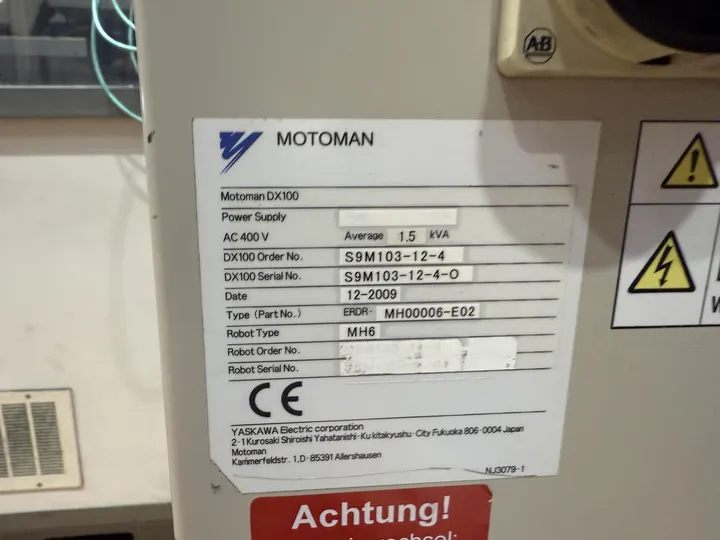 A-B
MOTOMAN
Motoman DX100
Power Supply
AC 400 V Average 1.5 kVA
DX100 Order No. S9M103-12-4
DX100 Serial No. S9M103-12-4-0
Date 12-2009
Type (Part No.) ERDR- MH00006-E02
Robot Type MH6
Robot Order No.
Robot Serial No.
CE
YASKAWA Electric corporation
2-1 Kurosaki Shiroishi Yahatanishi-Ku kitakyushu-City Fukuoka 806-0004 Japan
Motoman
Kammerfeldstr. 1,D-85391 Allershausen
NJ3079-1
Achtung!